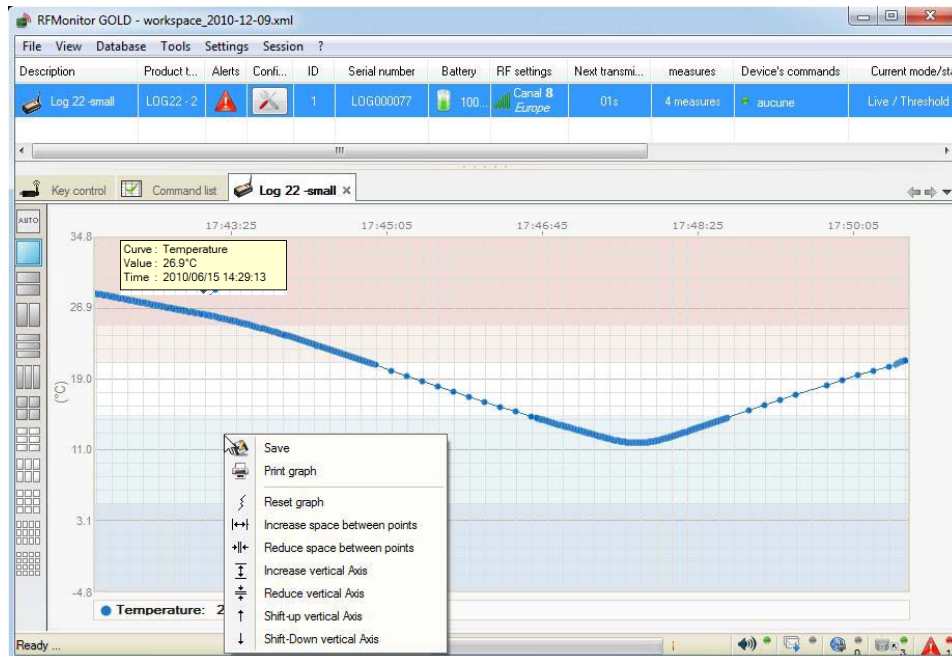 RFMonitor GOLD - workspace_2010-12-09.xml
File View Database Tools Settings Session ?
Description Product t... Alerts Confi... ID Serial number Battery RF settings Next transmi... measures Device's commands Current mode/sta
Log 22 -small LOG22 - 2 1 LOG000077 100... Canal 8 Europe 01s 4 measures aucune Live / Threshold
Key control Command list Log 22 -small
AUTO
17:43:25 17:45:05 17:46:45 17:48:25 17:50:05
34.8
Curve : Temperature
Value : 26.9°C
Time : 2010/06/15 14:29:13
26.9
19.0
(°C)
11.0
3.1
-4.8
Save
Print graph
Reset graph
Increase space between points
Reduce space between points
Increase vertical Axis
Reduce vertical Axis
Shift-up vertical Axis
Shift-Down vertical Axis
Temperature: 2
Ready ...